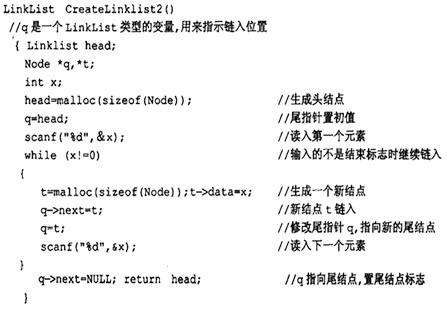 LinkList CreateLinklist2()
//q是一个LinkList类型的变量,用来指示链入位置
{ Linklist head;
Node *q,*t;
int x;
head=malloc(sizeof(Node)); //生成头结点
q=head; //尾指针置初值
scanf("%d",&x); //读入第一个元素
while (x!=0) //输入的不是结束标志时继续链入
{
t=malloc(sizeof(Node));t->data=x; //生成一个新结点
q->next=t; //新结点t链入
q=t; //修改尾指针q,指向新的尾结点
scanf("%d",&x); //读入下一个元素
}
q->next=NULL; return head; //q指向尾结点,置尾结点标志
}